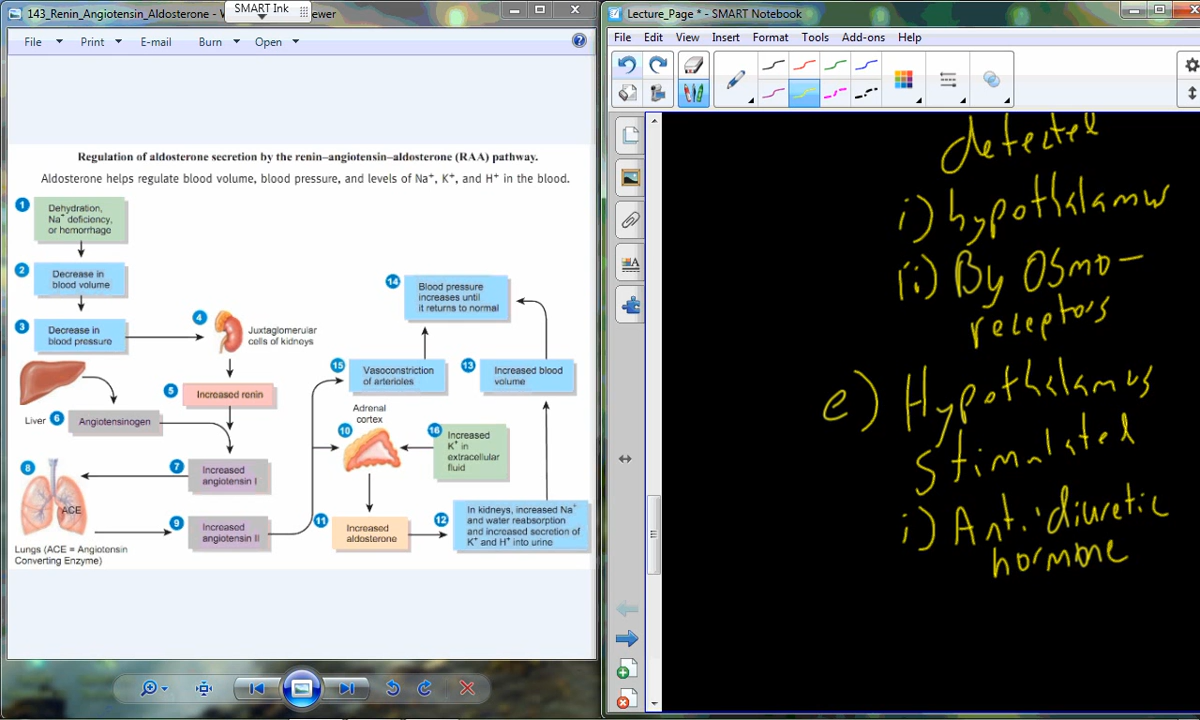 143_Renin_Angiotensin_Aldosterone -
SMART Ink
File Print E-mail Burn Open
Regulation of aldosterone secretion by the renin–angiotensin–aldosterone (RAA) pathway.
Aldosterone helps regulate blood volume, blood pressure, and levels of Na⁺, K⁺, and H⁺ in the blood.
1
Dehydration,
Na⁺ deficiency,
or hemorrhage
2
Decrease in
blood volume
3
Decrease in
blood pressure
4
Juxtaglomerular
cells of kidneys
5
Increased renin
Liver
6
Angiotensinogen
7
Increased
angiotensin I
8
ACE
Lungs (ACE = Angiotensin
Converting Enzyme)
9
Increased
angiotensin II
Adrenal
cortex
10
11
Increased
aldosterone
12
In kidneys, increased Na⁺
and water reabsorption
and increased secretion of
K⁺ and H⁺ into urine
13
Increased blood
volume
14
Blood pressure
increases until
it returns to normal
15
Vasoconstriction
of arterioles
16
Increased
K⁺ in
extracellular
fluid
Lecture_Page * - SMART Notebook
File Edit View Insert Format Tools Add-ons Help
detected
i) hypothalamus
ii) By Osmo-
receptors
e) Hypothalamus
Stimulated
i) Anti-diuretic
hormone